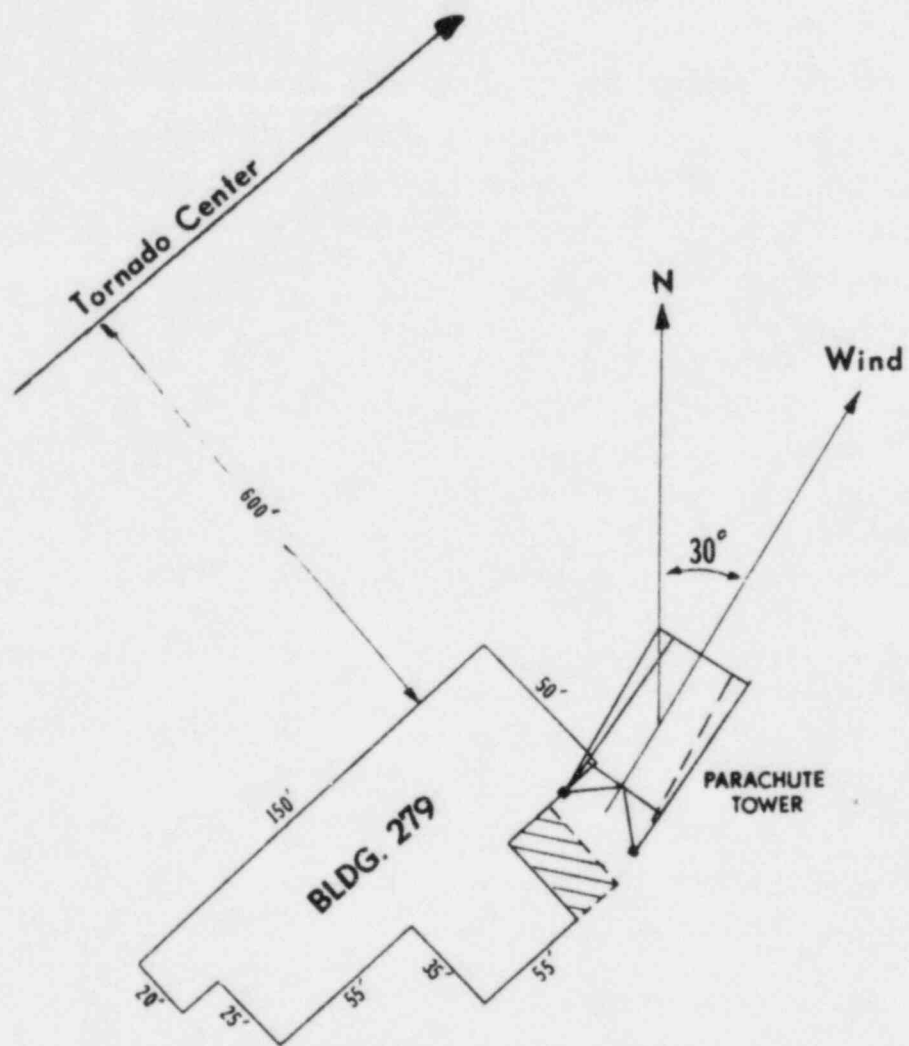 Tornado Center
N
Wind
600'
30°
50'
PARACHUTE
TOWER
150'
BLDG. 279
20'
25'
55'
35'
55'